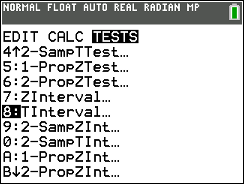 NORMAL FLOAT AUTO REAL RADIAN MP
EDIT CALC TESTS
4↑2-SampTTest…
5:1-PropZTest…
6:2-PropZTest…
7:ZInterval…
8:TInterval…
9:2-SampZInt…
0:2-SampTInt…
A:1-PropZInt…
B↓2-PropZInt…